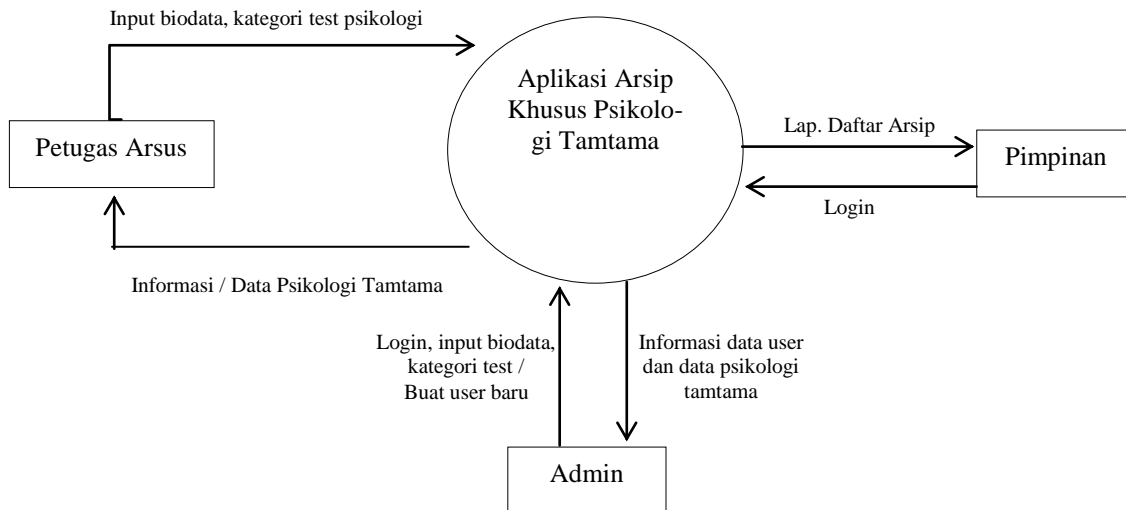 Input biodata, kategori test psikologi
Aplikasi Arsip
Khusus Psikolo-
gi Tamtama
Petugas Arsus
Lap. Daftar Arsip
Pimpinan
Login
Informasi / Data Psikologi Tamtama
Login, input biodata,
kategori test /
Buat user baru
Informasi data user
dan data psikologi
tamtama
Admin